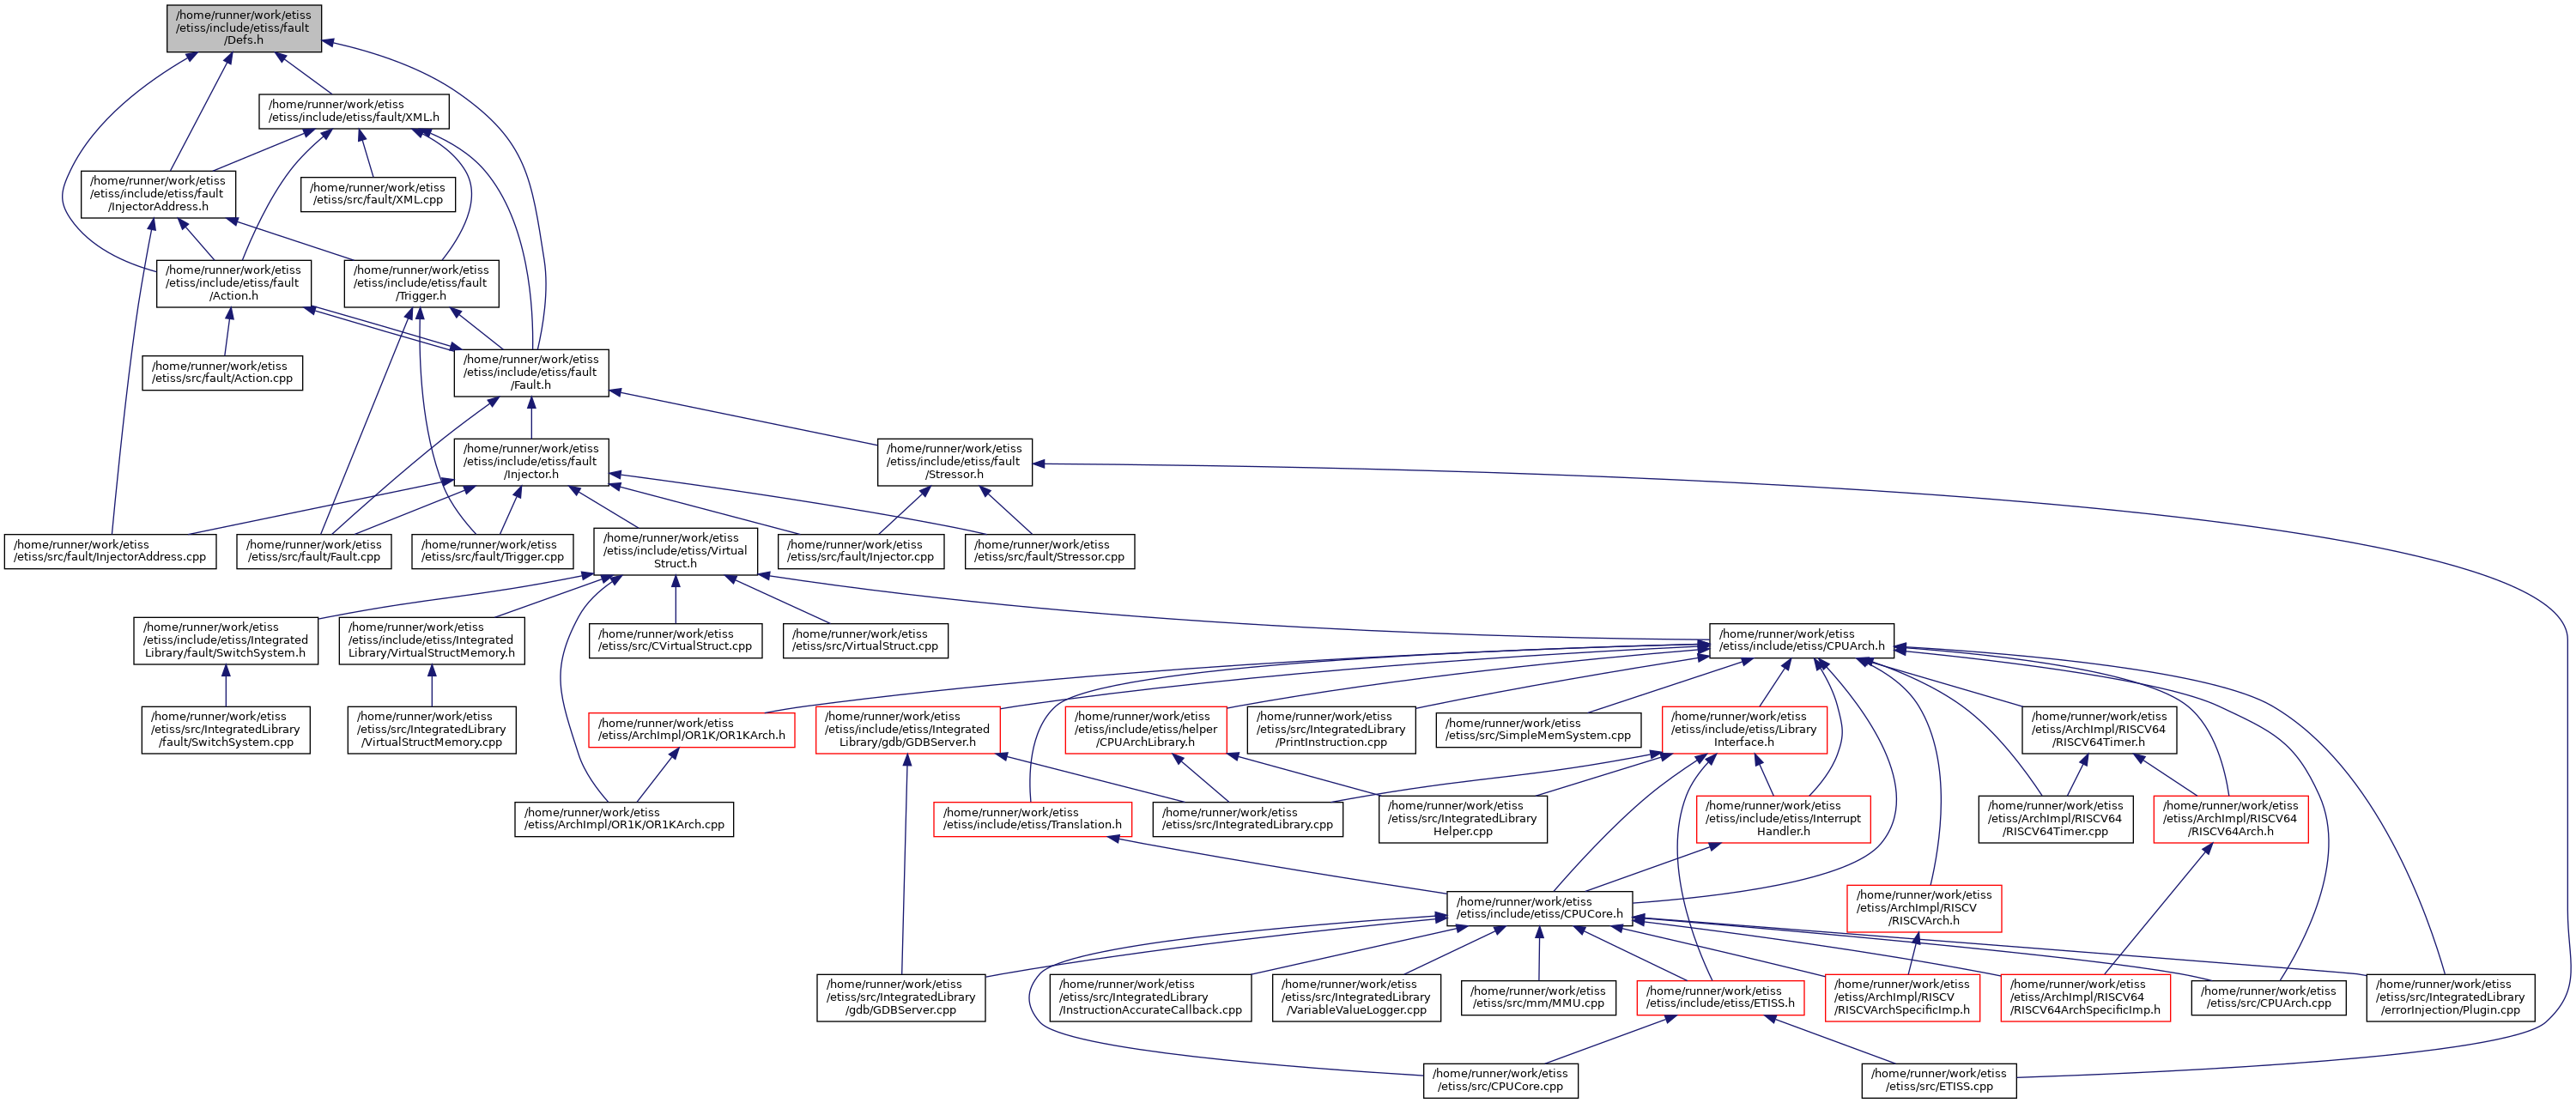 /home/runner/work/etiss
/etiss/include/etiss/fault
/Defs.h
/home/runner/work/etiss
/etiss/include/etiss/fault/XML.h
/home/runner/work/etiss
/etiss/include/etiss/fault
/InjectorAddress.h
/home/runner/work/etiss
/etiss/src/fault/XML.cpp
/home/runner/work/etiss
/etiss/include/etiss/fault
/Action.h
/home/runner/work/etiss
/etiss/include/etiss/fault
/Trigger.h
/home/runner/work/etiss
/etiss/src/fault/Action.cpp
/home/runner/work/etiss
/etiss/include/etiss/fault
/Fault.h
/home/runner/work/etiss
/etiss/include/etiss/fault
/Injector.h
/home/runner/work/etiss
/etiss/include/etiss/fault
/Stressor.h
/home/runner/work/etiss
/etiss/src/fault/InjectorAddress.cpp
/home/runner/work/etiss
/etiss/src/fault/Fault.cpp
/home/runner/work/etiss
/etiss/src/fault/Trigger.cpp
/home/runner/work/etiss
/etiss/include/etiss/Virtual
Struct.h
/home/runner/work/etiss
/etiss/src/fault/Injector.cpp
/home/runner/work/etiss
/etiss/src/fault/Stressor.cpp
/home/runner/work/etiss
/etiss/include/etiss/Integrated
Library/fault/SwitchSystem.h
/home/runner/work/etiss
/etiss/include/etiss/Integrated
Library/VirtualStructMemory.h
/home/runner/work/etiss
/etiss/src/CVirtualStruct.cpp
/home/runner/work/etiss
/etiss/src/VirtualStruct.cpp
/home/runner/work/etiss
/etiss/include/etiss/CPUArch.h
/home/runner/work/etiss
/etiss/src/IntegratedLibrary
/fault/SwitchSystem.cpp
/home/runner/work/etiss
/etiss/src/IntegratedLibrary
/VirtualStructMemory.cpp
/home/runner/work/etiss
/etiss/ArchImpl/OR1K/OR1KArch.h
/home/runner/work/etiss
/etiss/include/etiss/Integrated
Library/gdb/GDBServer.h
/home/runner/work/etiss
/etiss/include/etiss/helper
/CPUArchLibrary.h
/home/runner/work/etiss
/etiss/src/IntegratedLibrary
/PrintInstruction.cpp
/home/runner/work/etiss
/etiss/src/SimpleMemSystem.cpp
/home/runner/work/etiss
/etiss/include/etiss/Library
Interface.h
/home/runner/work/etiss
/etiss/ArchImpl/RISCV64
/RISCV64Timer.h
/home/runner/work/etiss
/etiss/ArchImpl/OR1K/OR1KArch.cpp
/home/runner/work/etiss
/etiss/include/etiss/Translation.h
/home/runner/work/etiss
/etiss/src/IntegratedLibrary.cpp
/home/runner/work/etiss
/etiss/src/IntegratedLibrary
Helper.cpp
/home/runner/work/etiss
/etiss/include/etiss/Interrupt
Handler.h
/home/runner/work/etiss
/etiss/ArchImpl/RISCV64
/RISCV64Timer.cpp
/home/runner/work/etiss
/etiss/ArchImpl/RISCV64
/RISCV64Arch.h
/home/runner/work/etiss
/etiss/include/etiss/CPUCore.h
/home/runner/work/etiss
/etiss/ArchImpl/RISCV
/RISCVArch.h
/home/runner/work/etiss
/etiss/src/IntegratedLibrary
/gdb/GDBServer.cpp
/home/runner/work/etiss
/etiss/src/IntegratedLibrary
/InstructionAccurateCallback.cpp
/home/runner/work/etiss
/etiss/src/IntegratedLibrary
/VariableValueLogger.cpp
/home/runner/work/etiss
/etiss/src/mm/MMU.cpp
/home/runner/work/etiss
/etiss/include/etiss/ETISS.h
/home/runner/work/etiss
/etiss/ArchImpl/RISCV
/RISCVArchSpecificImp.h
/home/runner/work/etiss
/etiss/ArchImpl/RISCV64
/RISCV64ArchSpecificImp.h
/home/runner/work/etiss
/etiss/src/CPUArch.cpp
/home/runner/work/etiss
/etiss/src/IntegratedLibrary
/errorInjection/Plugin.cpp
/home/runner/work/etiss
/etiss/src/CPUCore.cpp
/home/runner/work/etiss
/etiss/src/ETISS.cpp